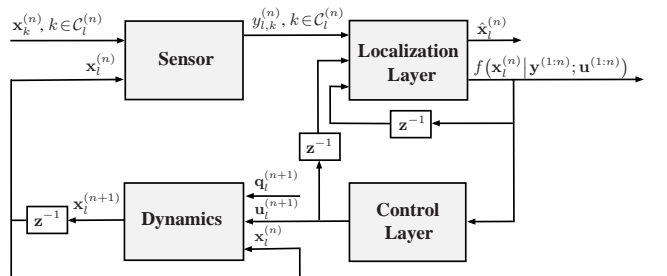 𝐱_k^{(n)}, k∈𝒞_l^{(n)}
y_{l,k}^{(n)}, k∈𝒞_l^{(n)}
Sensor
𝐱_l^{(n)}
Localization
Layer
𝐱̂_l^{(n)}
f(𝐱_l^{(n)}|𝐲^{(1:n)};𝐮^{(1:n)})
𝐳^{−1}
𝐳^{−1}
𝐪_l^{(n+1)}
𝐱_l^{(n+1)}
𝐳^{−1}
Dynamics
𝐮_l^{(n+1)}
𝐱_l^{(n)}
Control
Layer